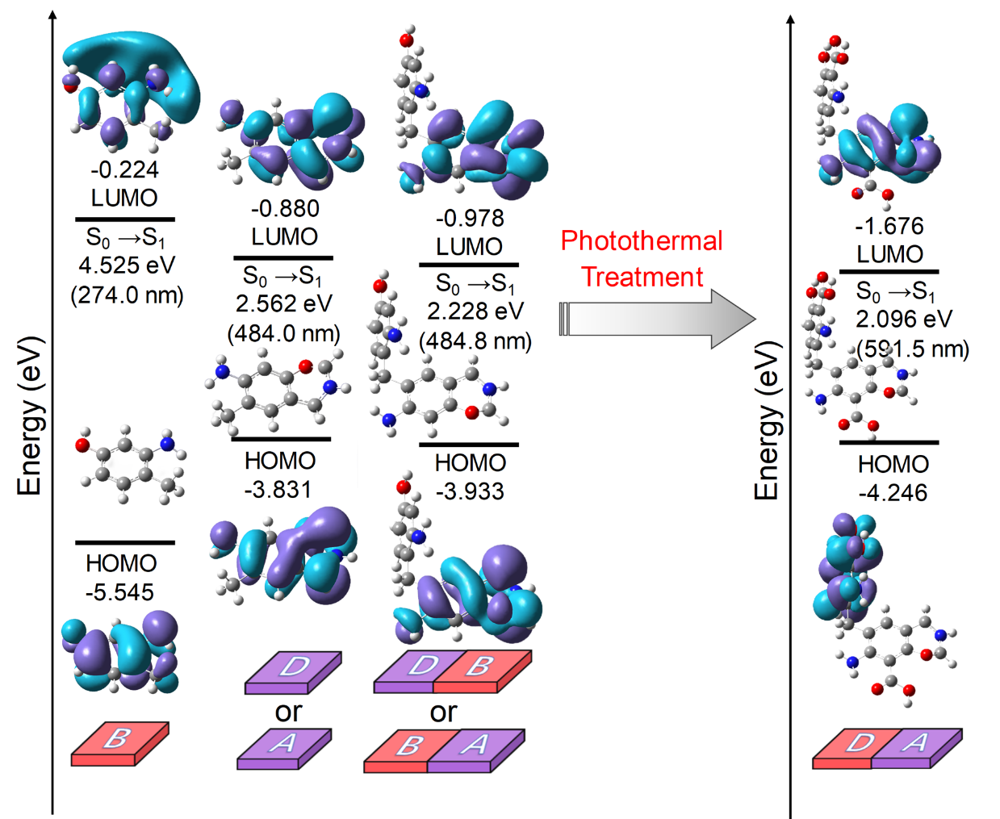 Energy (eV)
-0.224
LUMO
S₀ →S₁
4.525 eV
(274.0 nm)
HOMO
-5.545
B
-0.880
LUMO
S₀ →S₁
2.562 eV
(484.0 nm)
HOMO
-3.831
D
or
A
-0.978
LUMO
S₀ →S₁
2.228 eV
(484.8 nm)
HOMO
-3.933
D B
or
B A
Photothermal
Treatment
Energy (eV)
-1.676
LUMO
S₀ →S₁
2.096 eV
(591.5 nm)
HOMO
-4.246
D A